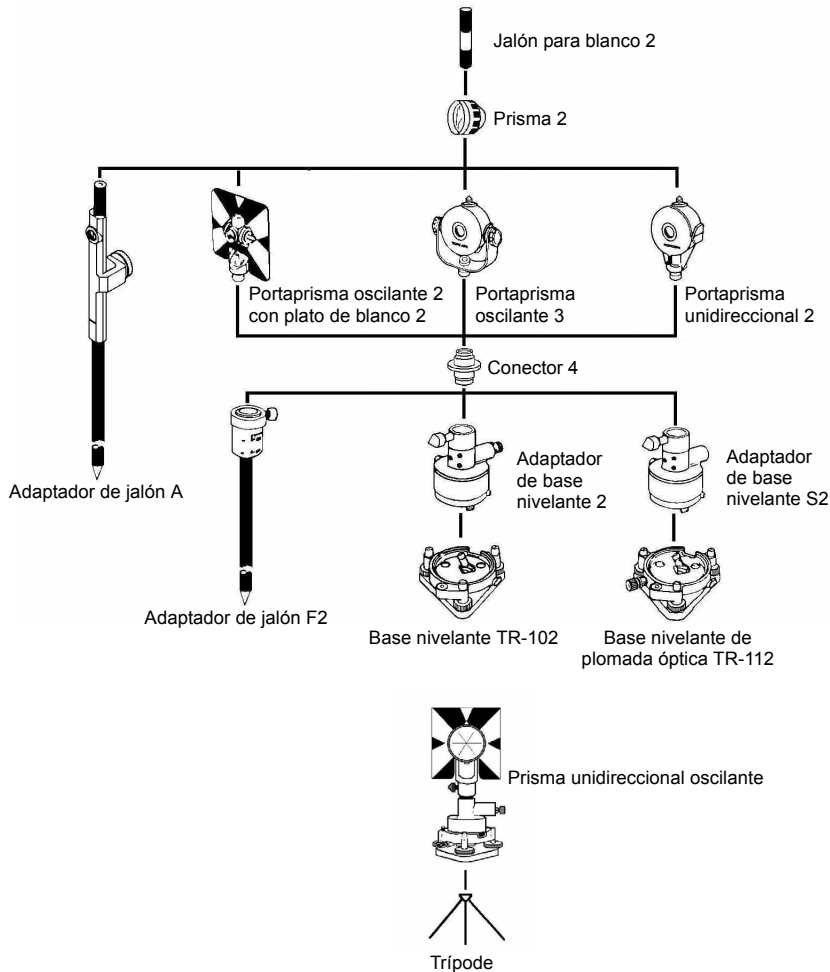 Jalón para blanco 2
Prisma 2
Portaprisma oscilante 2
con plato de blanco 2
Portaprisma
oscilante 3
Portaprisma
unidireccional 2
Conector 4
Adaptador de jalón A
Adaptador
de base
nivelante 2
Adaptador
de base
nivelante S2
Adaptador de jalón F2
Base nivelante TR-102
Base nivelante de
plomada óptica TR-112
Prisma unidireccional oscilante
Trípode